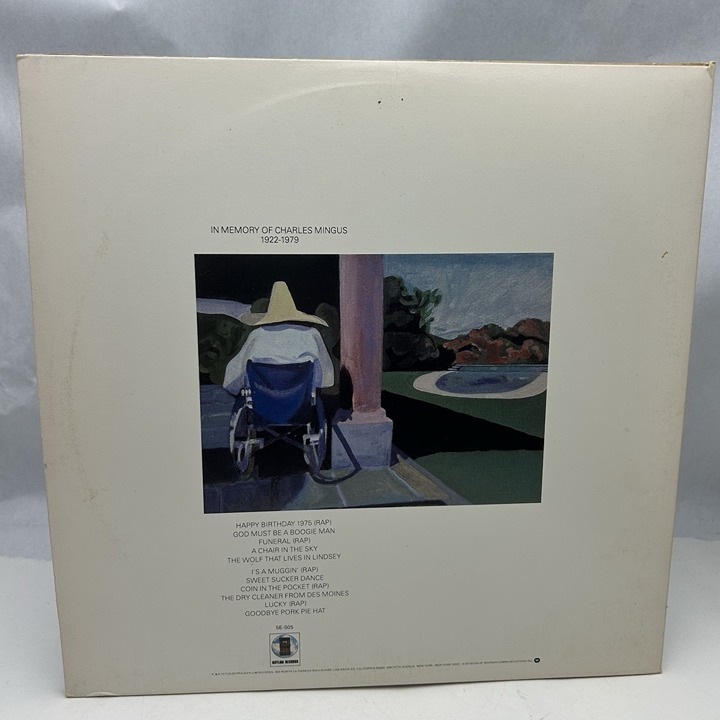 IN MEMORY OF CHARLES MINGUS
1922-1979
HAPPY BIRTHDAY 1975 (RAP)
GOD MUST BE A BOOGIE MAN
FUNERAL (RAP)
A CHAIR IN THE SKY
THE WOLF THAT LIVES IN LINDSEY
I'S A MUGGIN' (RAP)
SWEET SUCKER DANCE
COIN IN THE POCKET (RAP)
THE DRY CLEANER FROM DES MOINES
LUCKY (RAP)
GOODBYE PORK PIE HAT
5E-505
ASYLUM RECORDS